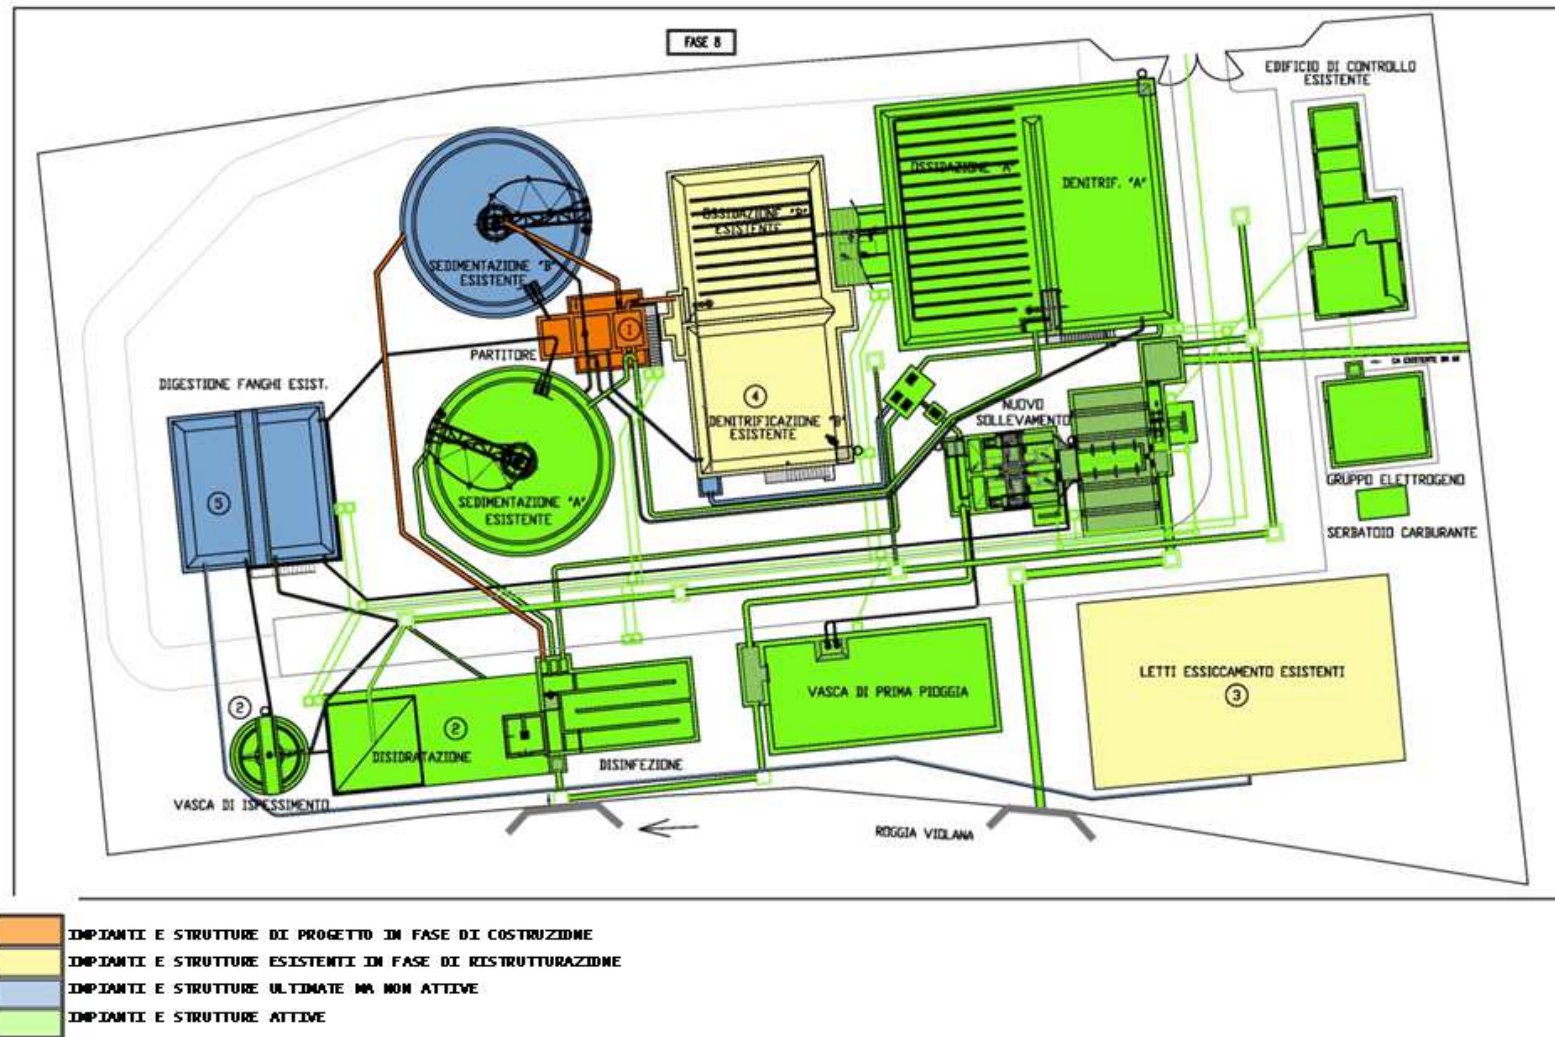 FASE 8
EDIFICIO DI CONTROLLO
ESISTENTE
OSSIDAZIONE "A"
DENITRIF. "A"
OSSIDAZIONE "B"
ESISTENTE
SEDIMENTAZIONE "B"
ESISTENTE
1
PARTITORE
CA ESISTENTE
DIGESTIONE FANGHI ESIST.
4
DENITRIFICAZIONE "B"
ESISTENTE
NUOVO
SOLLEVAMENTO
GRUPPO ELETTROGENO
5
SEDIMENTAZIONE "A"
ESISTENTE
SERBATOIO CARBURANTE
LETTI ESSICCAMENTO ESISTENTI
3
VASCA DI PRIMA PIOGGIA
2
2
DISIDRATAZIONE
DISINFEZIONE
VASCA DI ISPESSIMENTO
ROGGIA VIOLANA
IMPIANTI E STRUTTURE DI PROGETTO IN FASE DI COSTRUZIONE
IMPIANTI E STRUTTURE ESISTENTI IN FASE DI RISTRUTTURAZIONE
IMPIANTI E STRUTTURE ULTIMATE MA NON ATTIVE
IMPIANTI E STRUTTURE ATTIVE